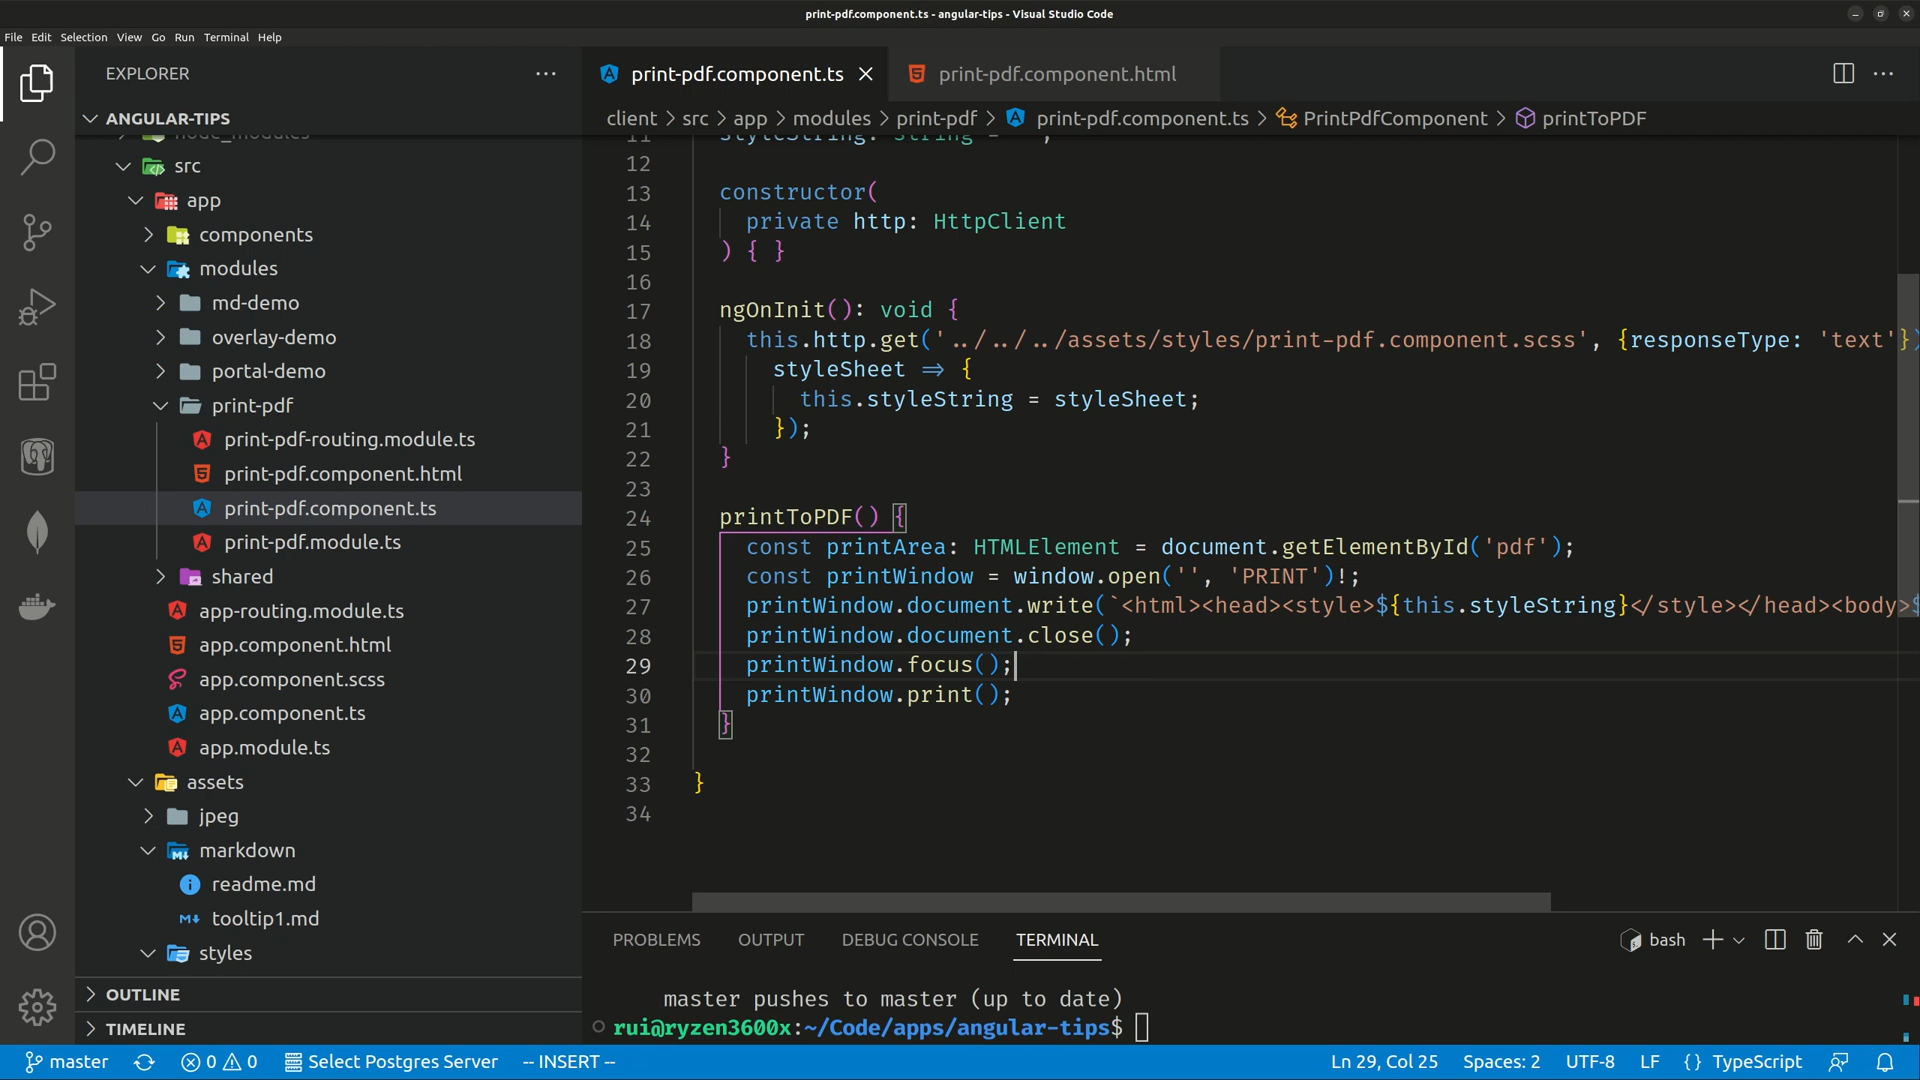 print-pdf.component.ts - angular-tips - Visual Studio Code
File Edit Selection View Go Run Terminal Help
EXPLORER
ANGULAR-TIPS
node_modules
src
app
components
modules
md-demo
overlay-demo
portal-demo
print-pdf
print-pdf-routing.module.ts
print-pdf.component.html
print-pdf.component.ts
print-pdf.module.ts
shared
app-routing.module.ts
app.component.html
app.component.scss
app.component.ts
app.module.ts
assets
jpeg
markdown
readme.md
tooltip1.md
styles
OUTLINE
TIMELINE
print-pdf.component.ts print-pdf.component.html
client > src > app > modules > print-pdf > print-pdf.component.ts > PrintPdfComponent > printToPDF
11 styleString: string = '';
12
13 constructor(
14 private http: HttpClient
15 ) { }
16
17 ngOnInit(): void {
18 this.http.get('../../../assets/styles/print-pdf.component.scss', {responseType: 'text'})
19 styleSheet => {
20 this.styleString = styleSheet;
21 });
22 }
23
24 printToPDF() {
25 const printArea: HTMLElement = document.getElementById('pdf');
26 const printWindow = window.open('', 'PRINT')!;
27 printWindow.document.write(`<html><head><style>${this.styleString}</style></head><body>$
28 printWindow.document.close();
29 printWindow.focus();
30 printWindow.print();
31 }
32
33 }
34
PROBLEMS OUTPUT DEBUG CONSOLE TERMINAL bash
master pushes to master (up to date)
rui@ryzen3600x:~/Code/apps/angular-tips$
master 0 0 Select Postgres Server -- INSERT -- Ln 29, Col 25 Spaces: 2 UTF-8 LF {} TypeScript